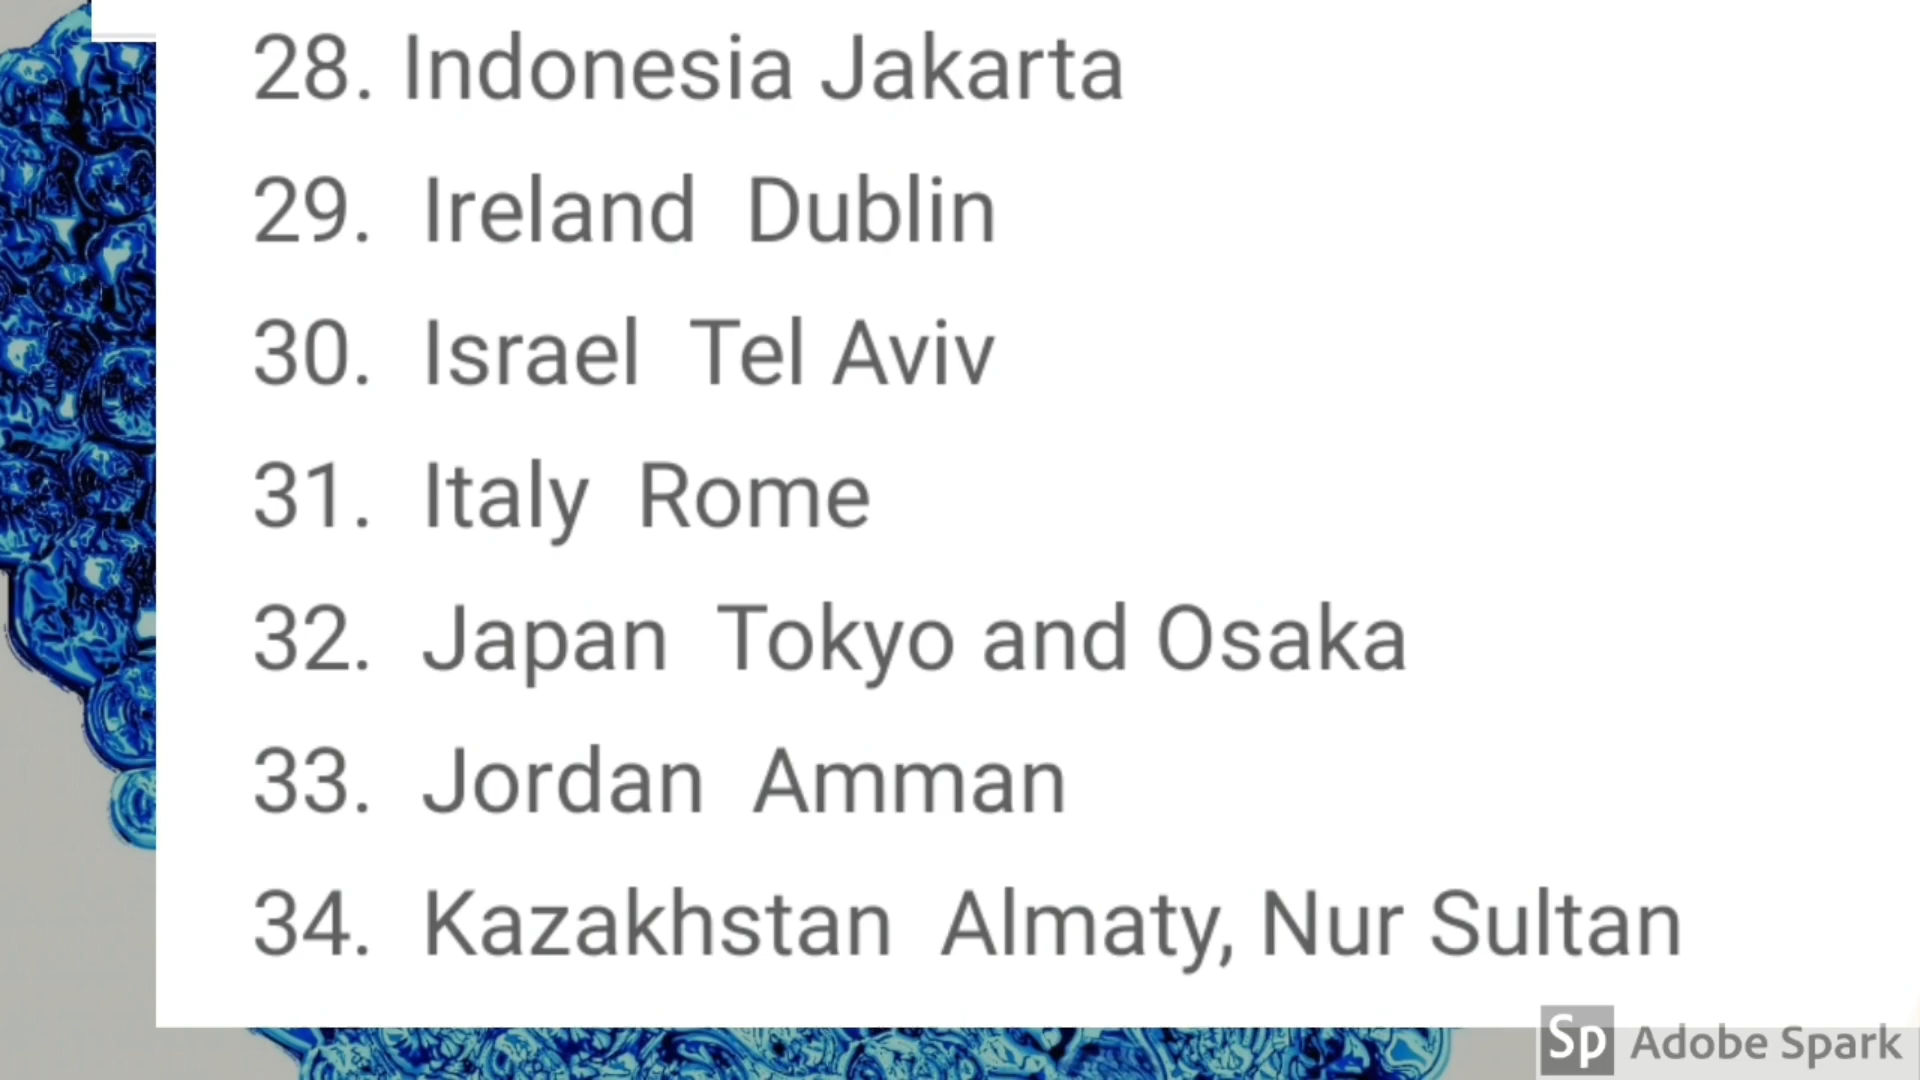 28. Indonesia Jakarta
29. Ireland Dublin
30. Israel Tel Aviv
31. Italy Rome
32. Japan Tokyo and Osaka
33. Jordan Amman
34. Kazakhstan Almaty, Nur Sultan
Sp Adobe Spark